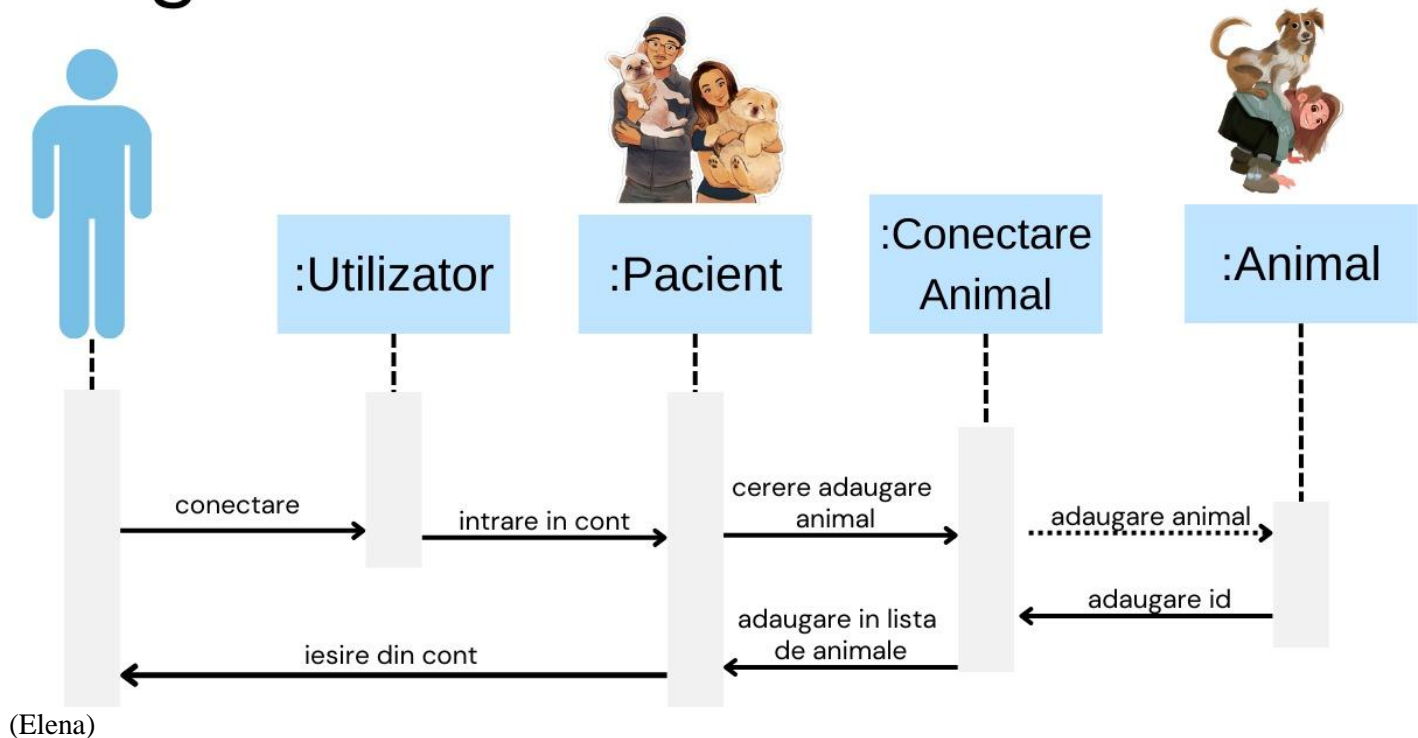 g
:Utilizator
:Pacient
:Conectare
Animal
:Animal
conectare
intrare in cont
cerere adaugare
animal
adaugare animal
adaugare id
adaugare in lista
de animale
iesire din cont
(Elena)